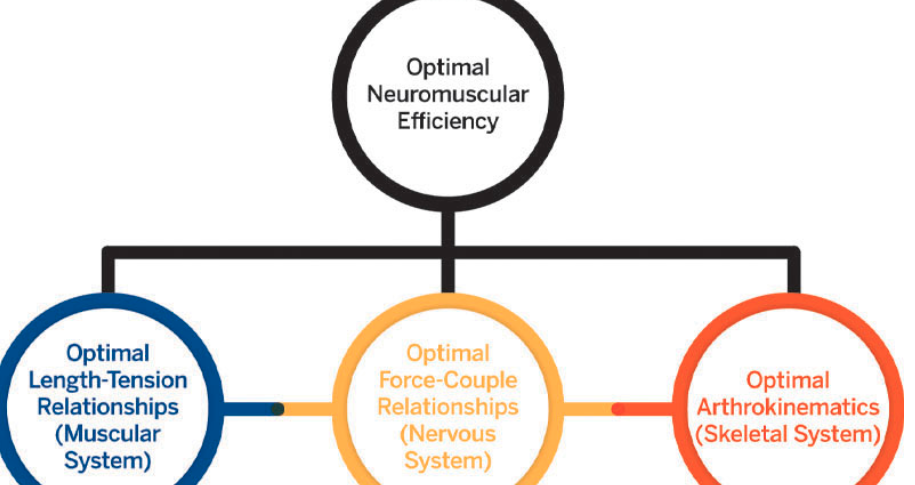 Optimal
Neuromuscular
Efficiency
Optimal
Length-Tension
Relationships
(Muscular
System)
Optimal
Force-Couple
Relationships
(Nervous
System)
Optimal
Arthrokinematics
(Skeletal System)